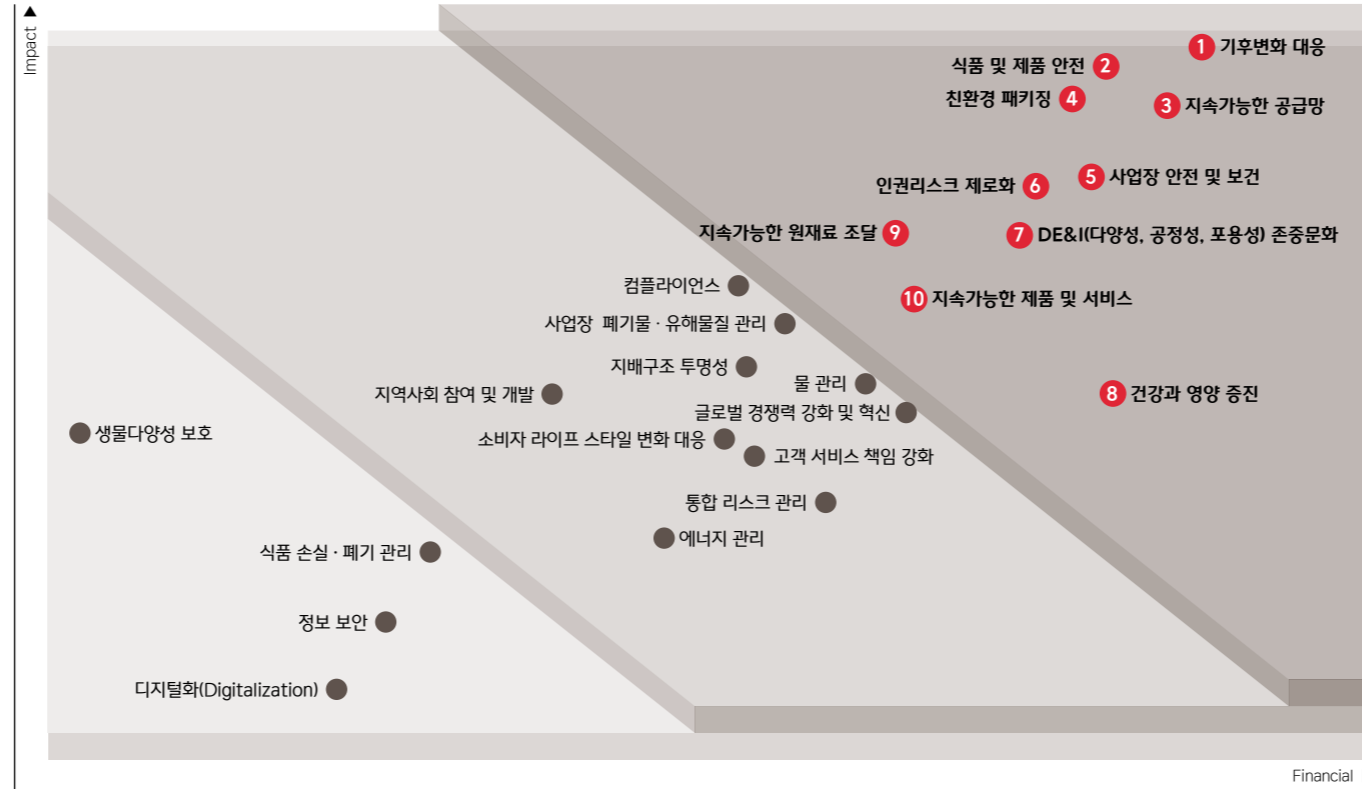 Impact ▲
1 기후변화 대응
식품 및 제품 안전 2
친환경 패키징 4
3 지속가능한 공급망
5 사업장 안전 및 보건
인권리스크 제로화 6
지속가능한 원재료 조달 9
7 DE&I(다양성, 공정성, 포용성) 존중문화
컴플라이언스
10 지속가능한 제품 및 서비스
사업장 폐기물 · 유해물질 관리
지배구조 투명성
물 관리
지역사회 참여 및 개발
8 건강과 영양 증진
글로벌 경쟁력 강화 및 혁신
생물다양성 보호
소비자 라이프 스타일 변화 대응
고객 서비스 책임 강화
통합 리스크 관리
에너지 관리
식품 손실 · 폐기 관리
정보 보안
디지털화(Digitalization)
Financial